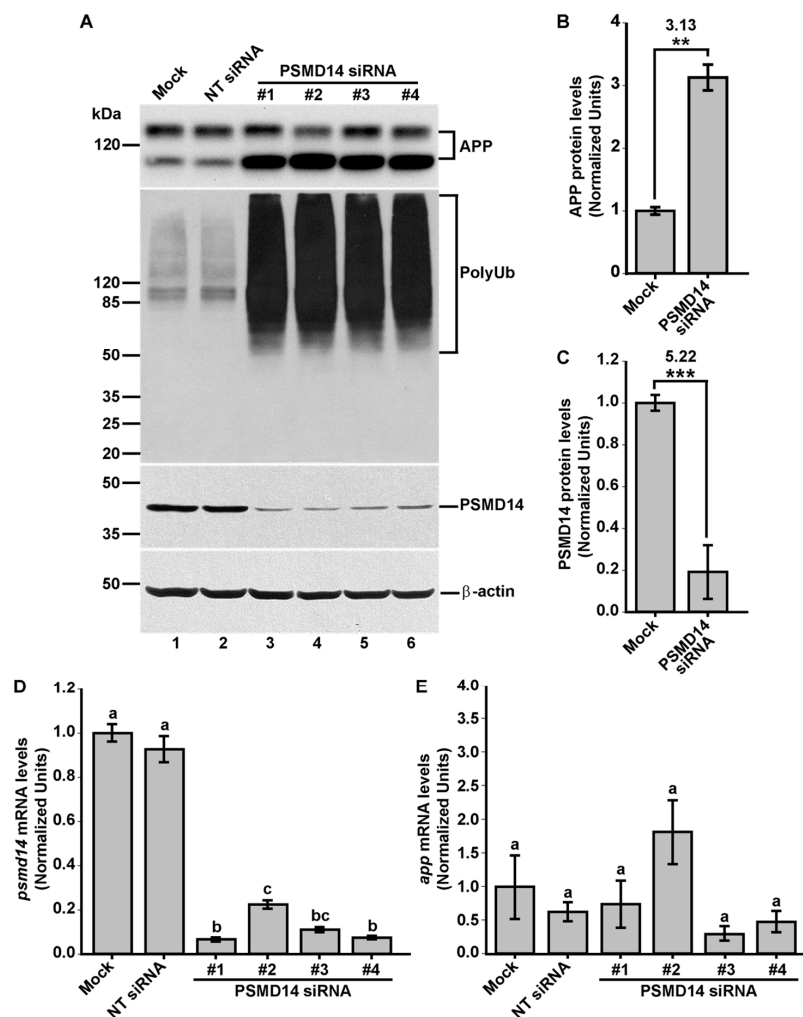 A
Mock
NT siRNA
PSMD14 siRNA
#1 #2 #3 #4
kDa
120
APP
120
85
50
35
25
20
PolyUb
50
35
PSMD14
50
β-actin
1 2 3 4 5 6
B
3.13
**
APP protein levels
(Normalized Units)
4
3
2
1
0
Mock
PSMD14
siRNA
C
5.22
***
PSMD14 protein levels
(Normalized Units)
1.2
1.0
0.8
0.6
0.4
0.2
0.0
Mock
PSMD14
siRNA
D
psmd14 mRNA levels
(Normalized Units)
1.2
1.0
0.8
0.6
0.4
0.2
0.0
a a b c bc b
Mock
NT siRNA
#1 #2 #3 #4
PSMD14 siRNA
E
app mRNA levels
(Normalized Units)
4.0
3.5
3.0
2.5
2.0
1.5
1.0
0.5
0.0
a a a a a a
Mock
NT siRNA
#1 #2 #3 #4
PSMD14 siRNA